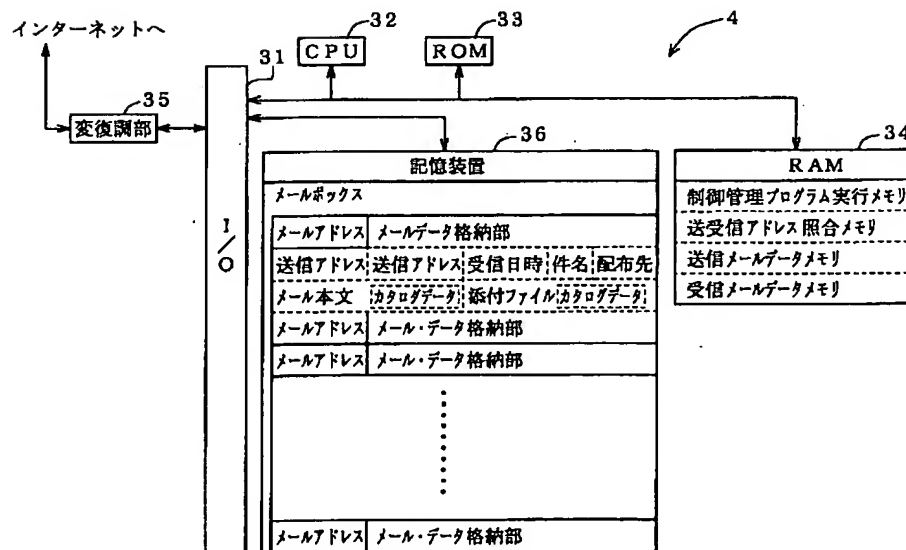 インターネットへ
32
33
4
CPU
ROM
31
35
変復調部
36
34
I/O
記憶装置
メールボックス
メールアドレス メールデータ格納部
送信アドレス 送信アドレス 受信日時 件名 配布先
メール本文 カタログデータ 添付ファイル カタログデータ
メールアドレス メール・データ格納部
メールアドレス メール・データ格納部
メールアドレス メール・データ格納部
RAM
制御管理プログラム実行メモリ
送受信アドレス照合メモリ
送信メールデータメモリ
受信メールデータメモリ